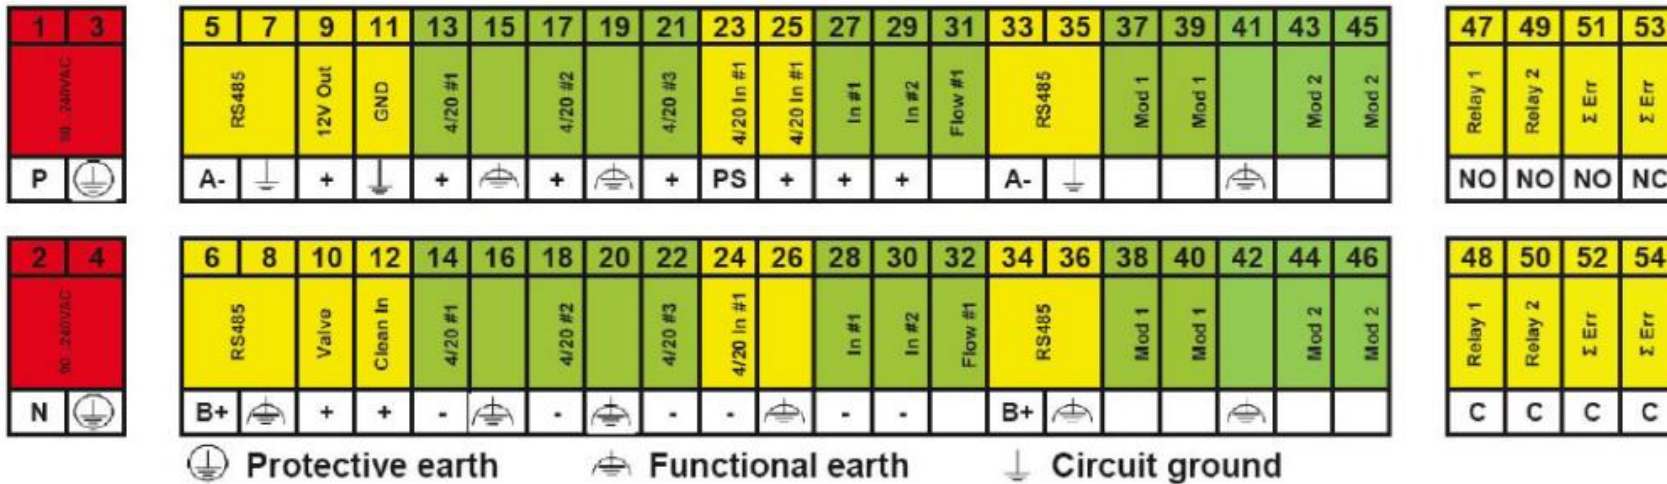 1 3 5 7 9 11 13 15 17 19 21 23 25 27 29 31 33 35 37 39 41 43 45 47 49 51 53
90..240VAC RS485 12V Out GND 4/20 #1 4/20 #2 4/20 #3 4/20 In #1 4/20 In #1 In #1 In #2 Flow #1 RS485 Mod 1 Mod 1 Mod 2 Mod 2 Relay 1 Relay 2 Σ Err Σ Err
P A- + + + + PS + + + A- NO NO NO NC
2 4 6 8 10 12 14 16 18 20 22 24 26 28 30 32 34 36 38 40 42 44 46 48 50 52 54
90..240VAC RS485 Valve Clean In 4/20 #1 4/20 #2 4/20 #3 4/20 In #1 In #1 In #2 Flow #1 RS485 Mod 1 Mod 1 Mod 2 Mod 2 Relay 1 Relay 2 Σ Err Σ Err
N B+ + + - - - - - - B+ C C C C
Protective earth Functional earth Circuit ground